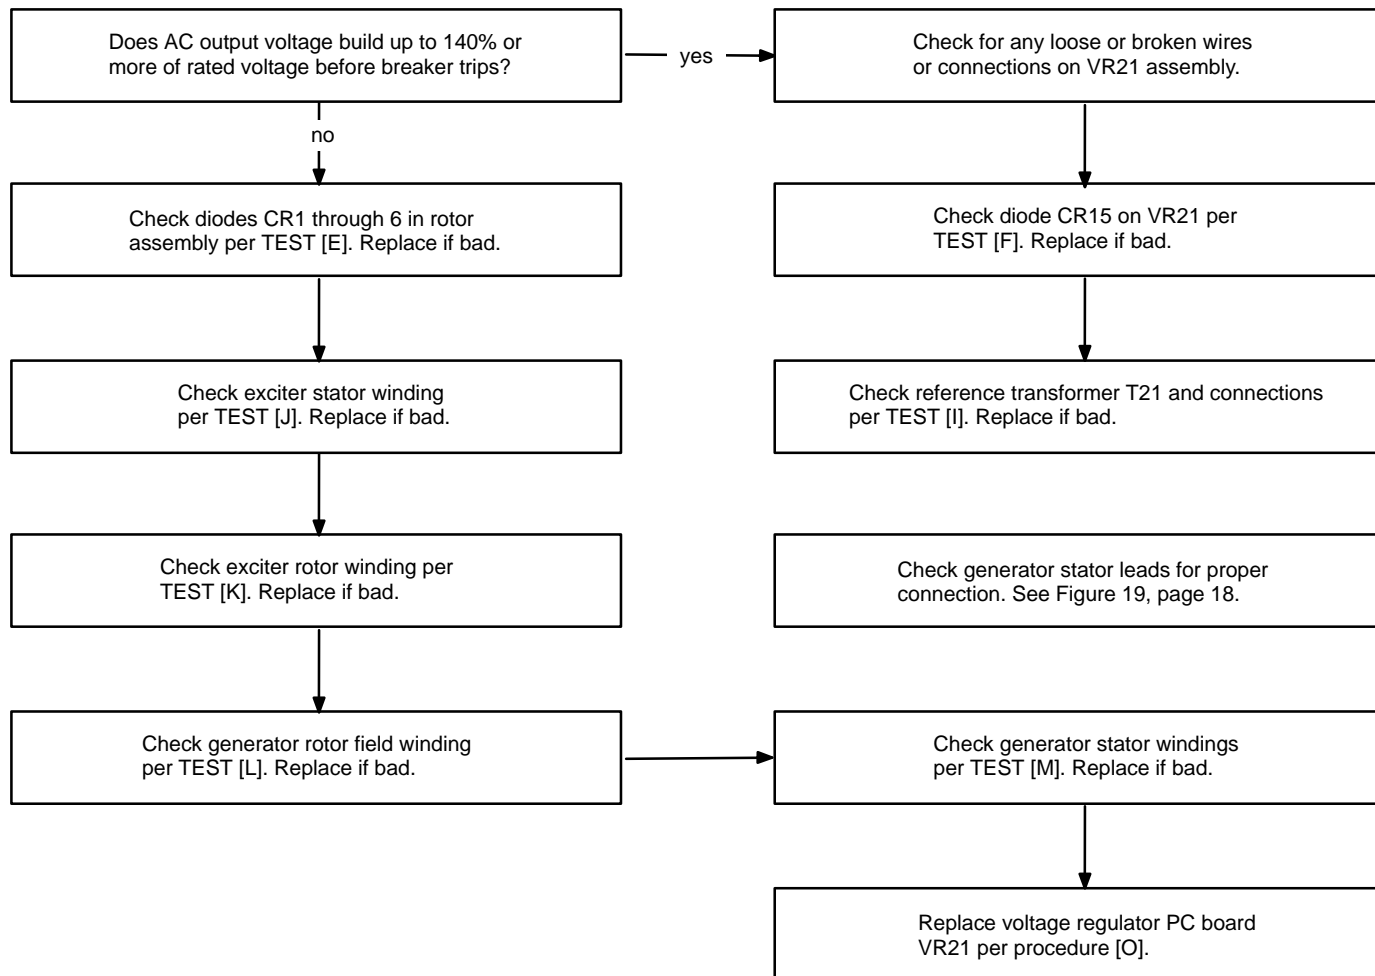 Does AC output voltage build up to 140% or
more of rated voltage before breaker trips?
yes
Check for any loose or broken wires
or connections on VR21 assembly.
no
Check diodes CR1 through 6 in rotor
assembly per TEST [E]. Replace if bad.
Check diode CR15 on VR21 per
TEST [F]. Replace if bad.
Check exciter stator winding
per TEST [J]. Replace if bad.
Check reference transformer T21 and connections
per TEST [I]. Replace if bad.
Check exciter rotor winding per
TEST [K]. Replace if bad.
Check generator stator leads for proper
connection. See Figure 19, page 18.
Check generator rotor field winding
per TEST [L]. Replace if bad.
Check generator stator windings
per TEST [M]. Replace if bad.
Replace voltage regulator PC board
VR21 per procedure [O].